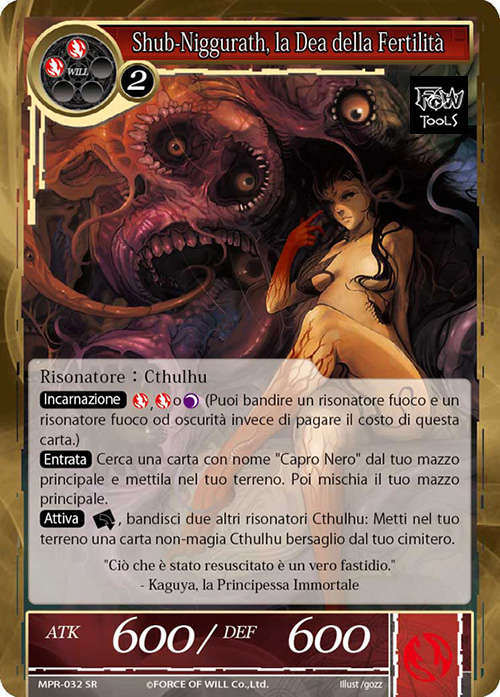 Shub-Niggurath, la Dea della Fertilità
WILL
2
FOW
TOOLS
Risonatore : Cthulhu
Incarnazione , o (Puoi bandire un risonatore fuoco e un
risonatore fuoco od oscurità invece di pagare il costo di questa
carta.)
Entrata Cerca una carta con nome "Capro Nero" dal tuo mazzo
principale e mettila nel tuo terreno. Poi mischia il tuo mazzo
principale.
Attiva , bandisci due altri risonatori Cthulhu: Metti nel tuo
terreno una carta non-magia Cthulhu bersaglio dal tuo cimitero.
"Ciò che è stato resuscitato è un vero fastidio."
- Kaguya, la Principessa Immortale
ATK 600 / DEF 600
MPR-032 SR ©FORCE OF WILL Co.,Ltd. Illust /gozz